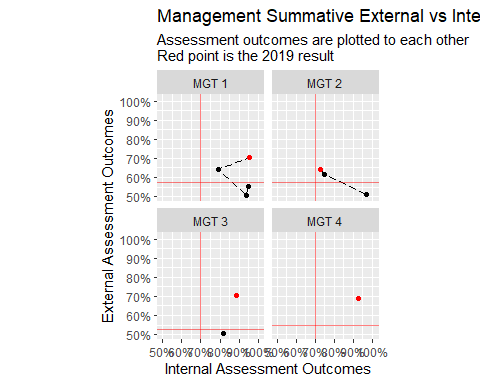 Management Summative External vs Inte
Assessment outcomes are plotted to each other
Red point is the 2019 result
MGT 1
MGT 2
100%
90%
80%
70%
60%
50%
MGT 3
MGT 4
100%
90%
80%
70%
60%
50%
50%60%70%80%90%100% 50%60%70%80%90%100%
External Assessment Outcomes
Internal Assessment Outcomes